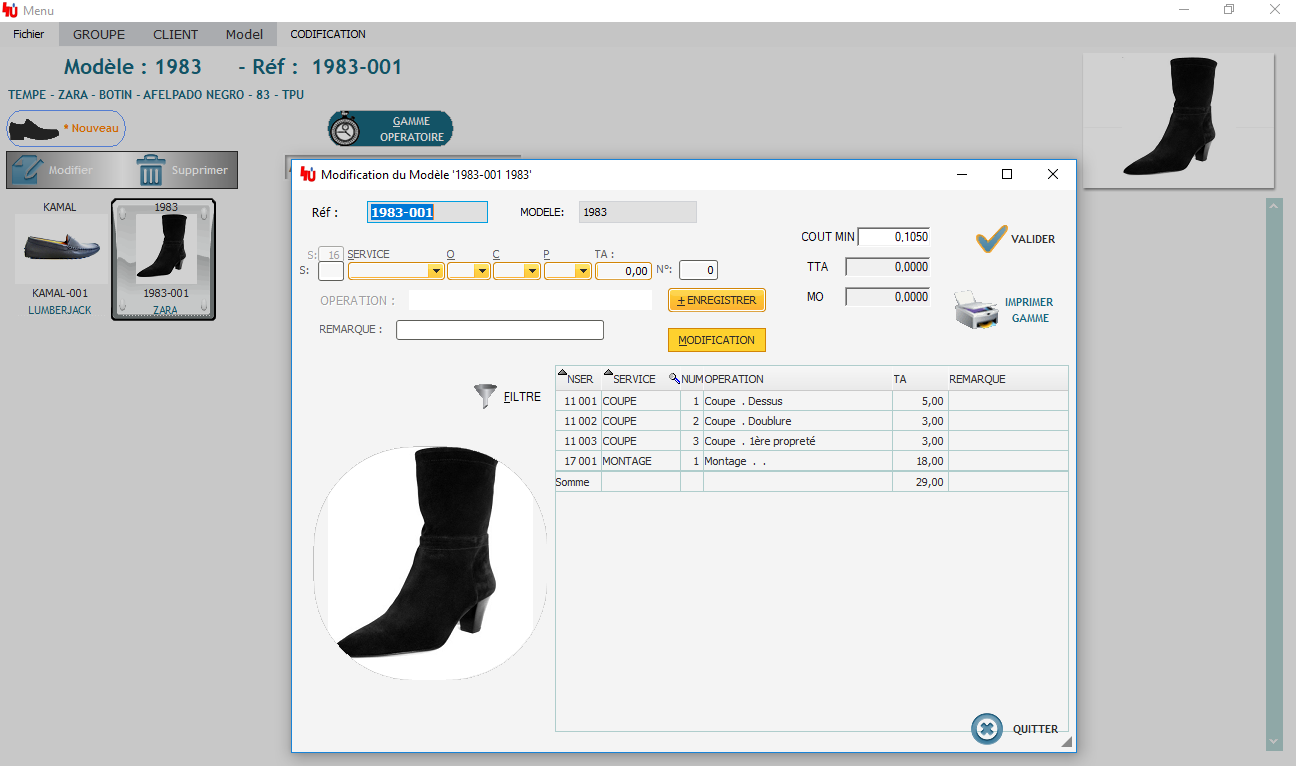 Menu
Fichier GROUPE CLIENT Model CODIFICATION
Modèle : 1983 - Réf : 1983-001
TEMPE - ZARA - BOTIN - AFELPADO NEGRO - 83 - TPU
* Nouveau
GAMME
OPERATOIRE
Modifier Supprimer
KAMAL 1983
KAMAL-001 1983-001
LUMBERJACK ZARA
Modification du Modèle '1983-001 1983'
Réf : 1983-001 MODELE: 1983
COUT MIN 0,1050
VALIDER
S: 16 SERVICE O C P TA :
S: 0,00 N°: 0
TTA 0,0000
OPERATION : + ENREGISTRER
MO 0,0000
IMPRIMER
GAMME
REMARQUE :
MODIFICATION
FILTRE
NSER SERVICE NUM OPERATION TA REMARQUE
11 001 COUPE 1 Coupe . Dessus 5,00
11 002 COUPE 2 Coupe . Doublure 3,00
11 003 COUPE 3 Coupe . 1ère propreté 3,00
17 001 MONTAGE 1 Montage . . 18,00
Somme 29,00
QUITTER